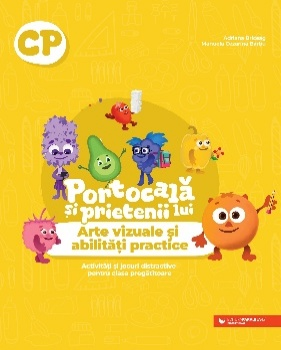 CP
Portocală
și prietenii lui
Arte vizuale și
abilități practice
Activități și jocuri distractive
pentru clasa pregătitoare